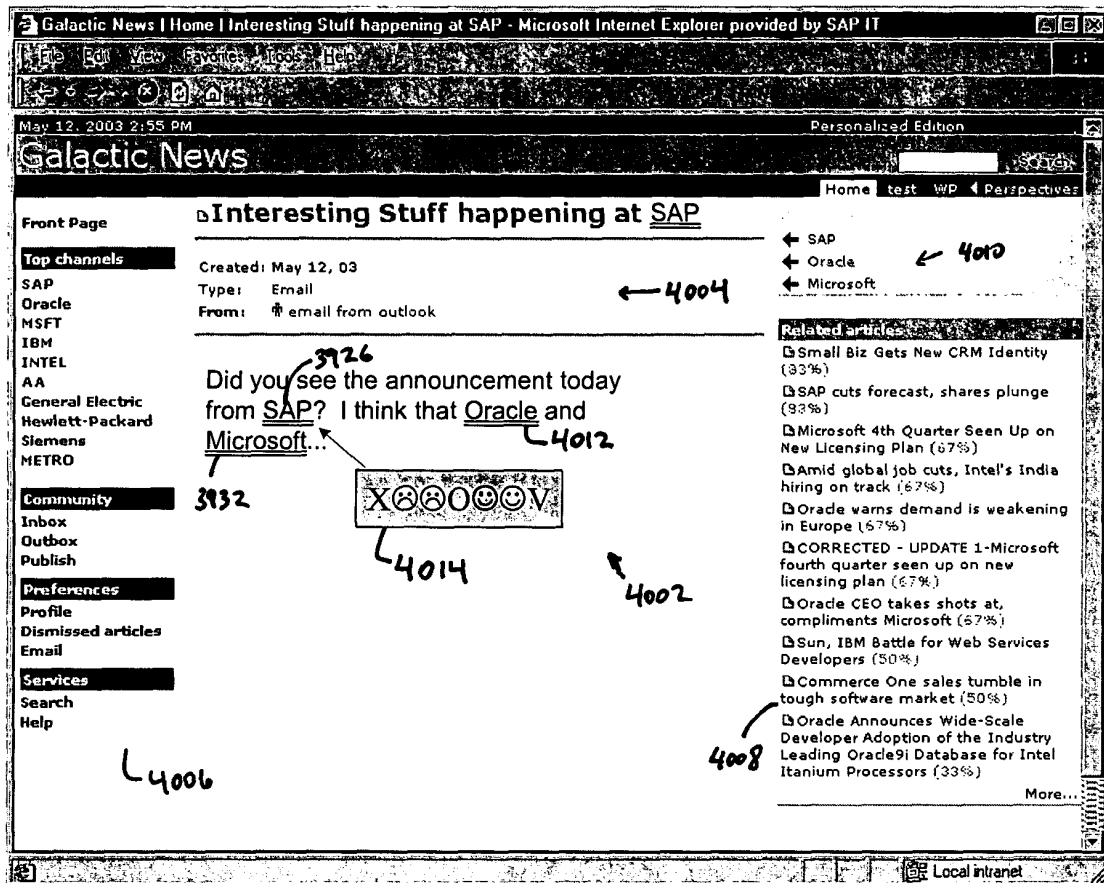 Galactic News | Home | Interesting Stuff happening at SAP - Microsoft Internet Explorer provided by SAP IT
File Edit View Favorites Tools Help
May 12, 2003 2:55 PM
Personalized Edition
Galactic News
Search
Home test WP Perspectives
Front Page
Top channels
SAP
Oracle
MSFT
IBM
INTEL
AA
General Electric
Hewlett-Packard
Siemens
METRO
Community
Inbox
Outbox
Publish
Preferences
Profile
Dismissed articles
Email
Services
Search
Help
4006
Interesting Stuff happening at SAP
Created: May 12, 03
Type: Email
From: email from outlook
4004
3926
Did you see the announcement today
from SAP? I think that Oracle and
Microsoft...
4012
3932
X☹☹O☺☺V
4014
4002
SAP
Oracle
Microsoft
4010
Related articles
Small Biz Gets New CRM Identity
(83%)
SAP cuts forecast, shares plunge
(83%)
Microsoft 4th Quarter Seen Up on
New Licensing Plan (67%)
Amid global job cuts, Intel's India
hiring on track (67%)
Oracle warns demand is weakening
in Europe (67%)
CORRECTED - UPDATE 1-Microsoft
fourth quarter seen up on new
licensing plan (67%)
Oracle CEO takes shots at,
compliments Microsoft (67%)
Sun, IBM Battle for Web Services
Developers (50%)
Commerce One sales tumble in
tough software market (50%)
Oracle Announces Wide-Scale
Developer Adoption of the Industry
Leading Oracle9i Database for Intel
Itanium Processors (33%)
4008
More...
Local intranet